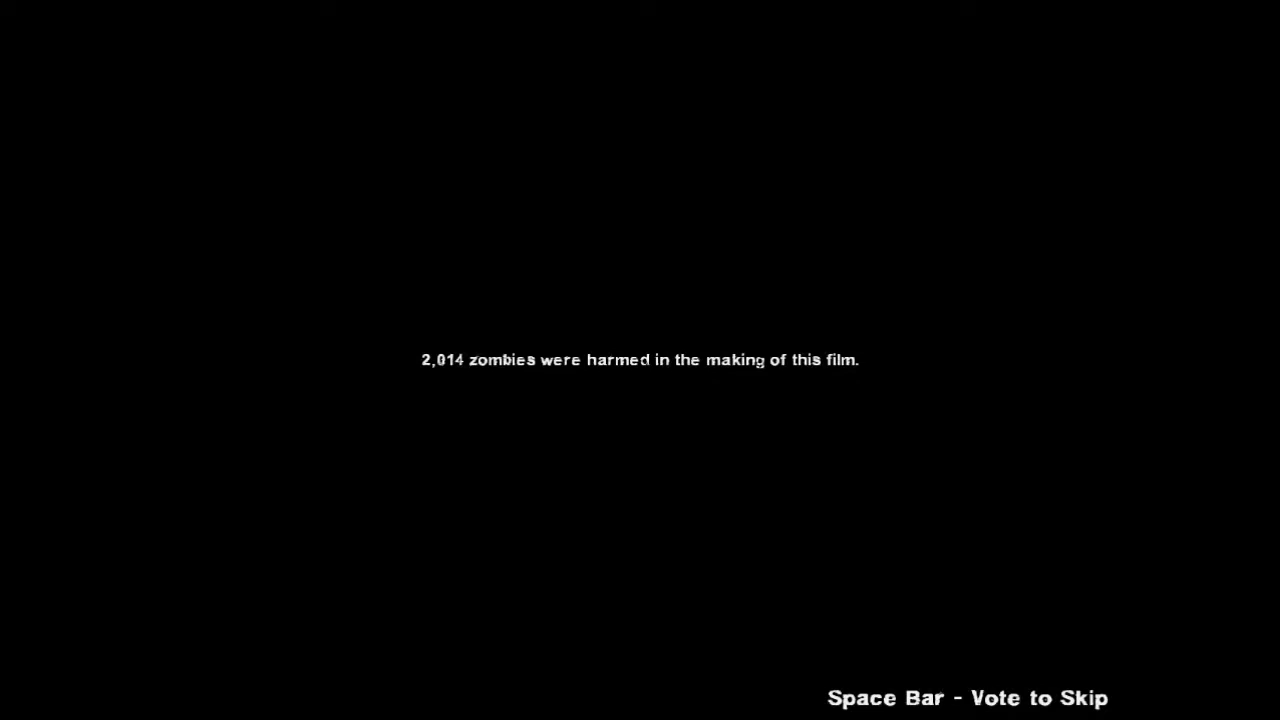 2,014 zombies were harmed in the making of this film.
Space Bar - Vote to Skip